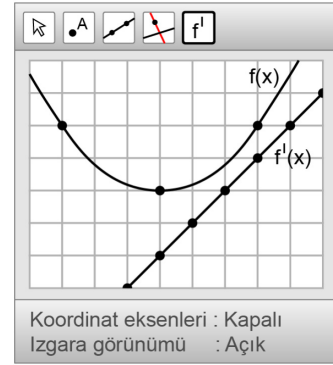 A
f'
f(x)
f'(x)
Koordinat eksenleri : Kapalı
Izgara görünümü : Açık